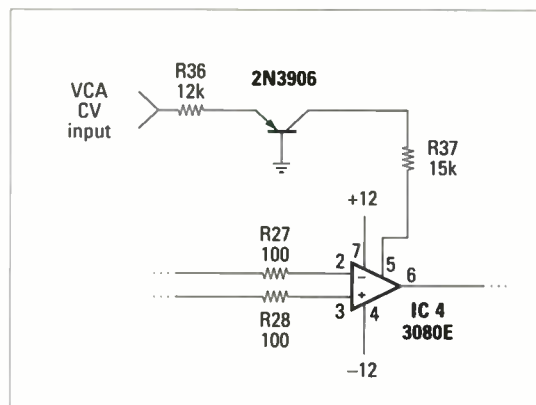 R36
12k
2N3906
VCA
CV
input
R37
15k
+12
R27
100
2
7
5
6
3
4
R28
100
IC 4
3080E
−12